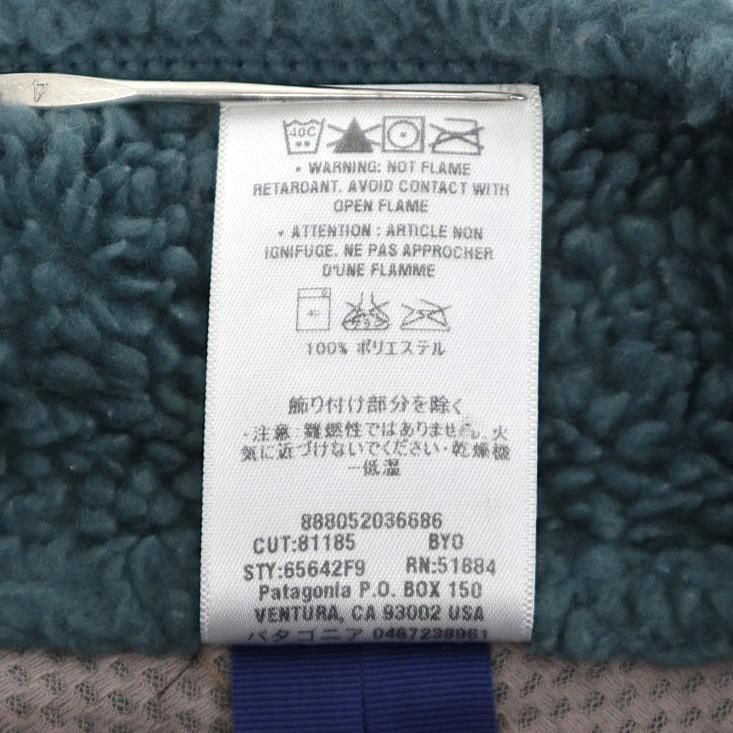 40C
• WARNING: NOT FLAME
RETARDANT. AVOID CONTACT WITH
OPEN FLAME
• ATTENTION : ARTICLE NON
IGNIFUGE. NE PAS APPROCHER
D'UNE FLAMME
40
100% ポリエステル
飾り付け部分を除く
・注意：難燃性ではありません。火
気に近づけないでください・乾燥機
ー低温
888052036686
CUT:81185 BYO
STY:65642F9 RN:51884
Patagonia P.O. BOX 150
VENTURA, CA 93002 USA
パタゴニア 0467238961